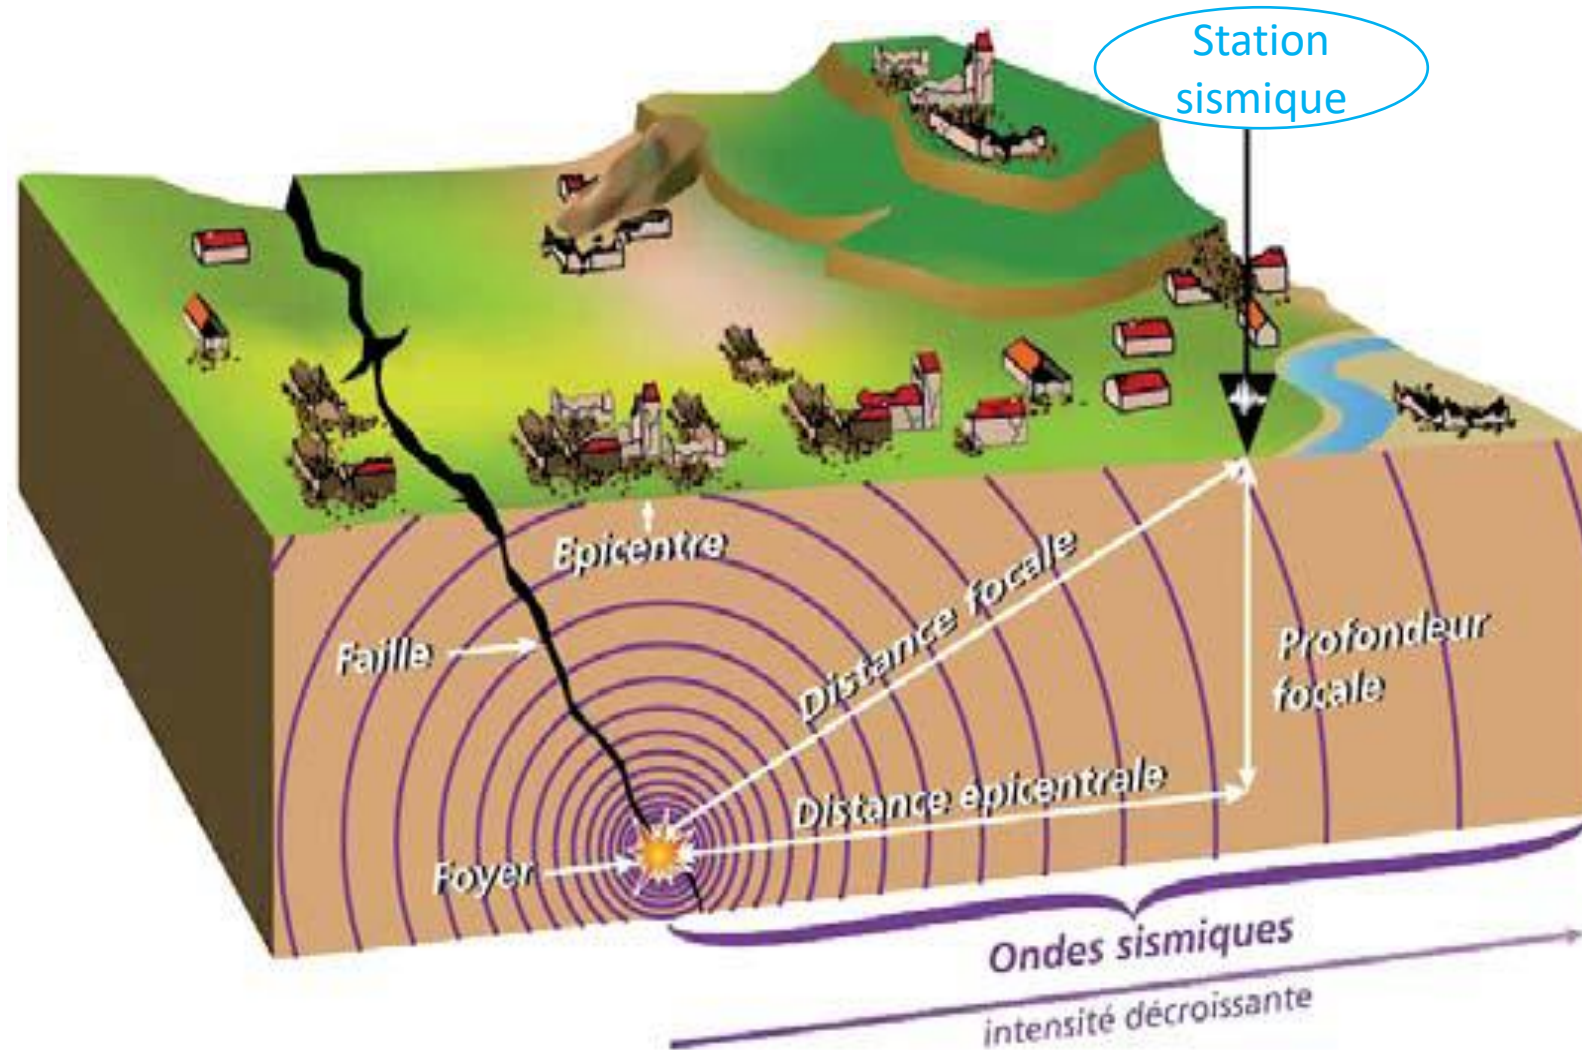 Station
sismique
Epicentre
Faille
Distance focale
Profondeur
focale
Distance épicentrale
Foyer
Ondes sismiques
intensité décroissante